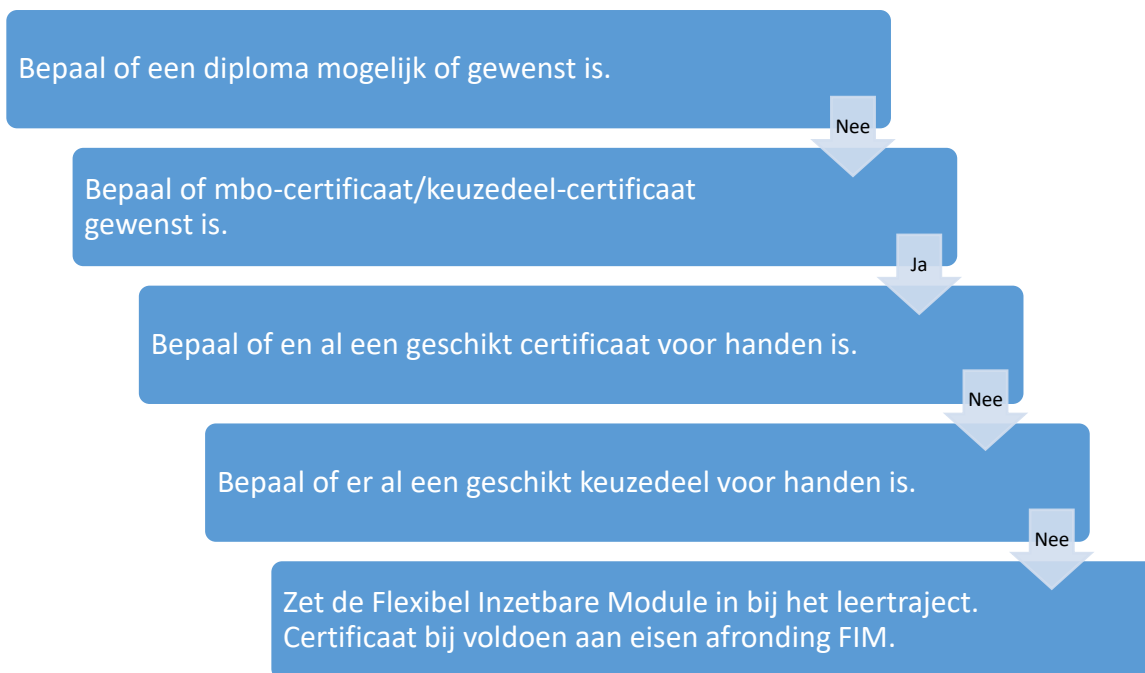 Bepaal of een diploma mogelijk of gewenst is.
Nee
Bepaal of mbo-certificaat/keuzedeel-certificaat
gewenst is.
Ja
Bepaal of en al een geschikt certificaat voor handen is.
Nee
Bepaal of er al een geschikt keuzedeel voor handen is.
Nee
Zet de Flexibel Inzetbare Module in bij het leertraject.
Certificaat bij voldoen aan eisen afronding FIM.